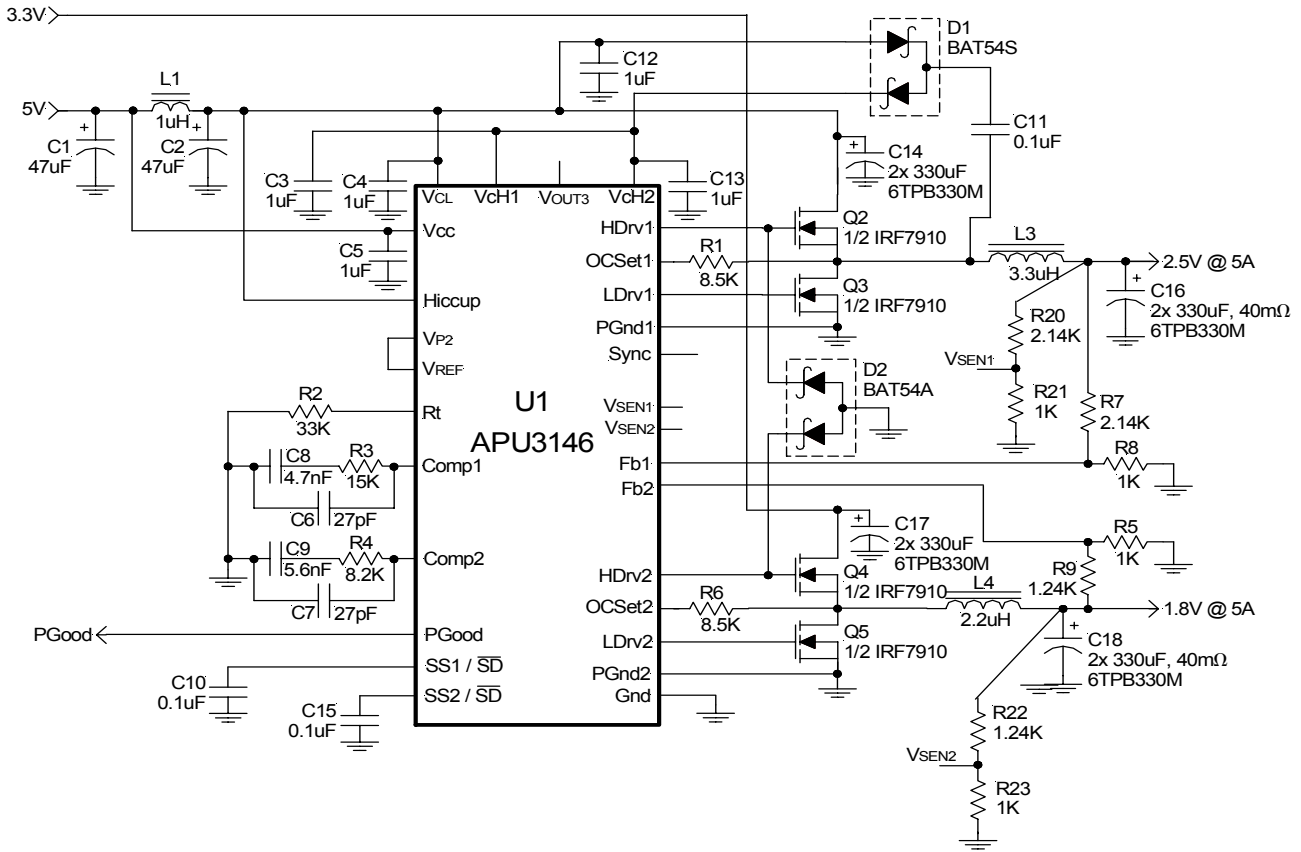 3.3V
D1
BAT54S
C12
1uF
L1
1uH
5V
C1
47uF
C2
47uF
C11
0.1uF
C3
1uF
C4
1uF
C13
1uF
C14
2x 330uF
6TPB330M
VCL
VCH1
VOUT3
VCH2
Vcc
C5
1uF
Hiccup
VP2
VREF
R2
33K
Rt
C8
4.7nF
R3
15K
Comp1
C6
27pF
C9
5.6nF
R4
8.2K
Comp2
C7
27pF
PGood
PGood
SS1 / SD
C10
0.1uF
SS2 / SD
C15
0.1uF
U1
APU3146
HDrv1
OCSet1
LDrv1
PGnd1
Sync
VSEN1
VSEN2
Fb1
Fb2
HDrv2
OCSet2
LDrv2
PGnd2
Gnd
R1
8.5K
Q2
1/2 IRF7910
Q3
1/2 IRF7910
L3
3.3uH
2.5V @ 5A
C16
2x 330uF, 40mΩ
6TPB330M
R20
2.14K
VSEN1
R21
1K
R7
2.14K
R8
1K
D2
BAT54A
C17
2x 330uF
6TPB330M
R5
1K
R9
1.24K
Q4
1/2 IRF7910
L4
2.2uH
1.8V @ 5A
R6
8.5K
Q5
1/2 IRF7910
C18
2x 330uF, 40mΩ
6TPB330M
R22
1.24K
VSEN2
R23
1K